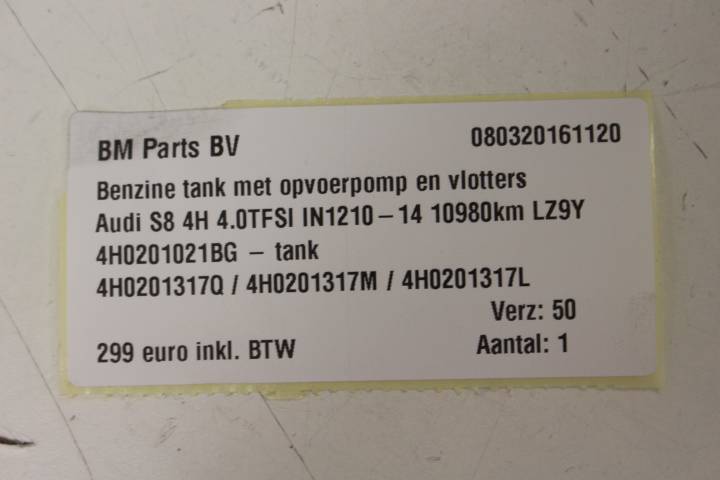 BM Parts BV 080320161120
Benzine tank met opvoerpomp en vlotters
Audi S8 4H 4.0TFSI IN1210-14 10980km LZ9Y
4H0201021BG - tank
4H0201317Q / 4H0201317M / 4H0201317L
Verz: 50
299 euro inkl. BTW Aantal: 1